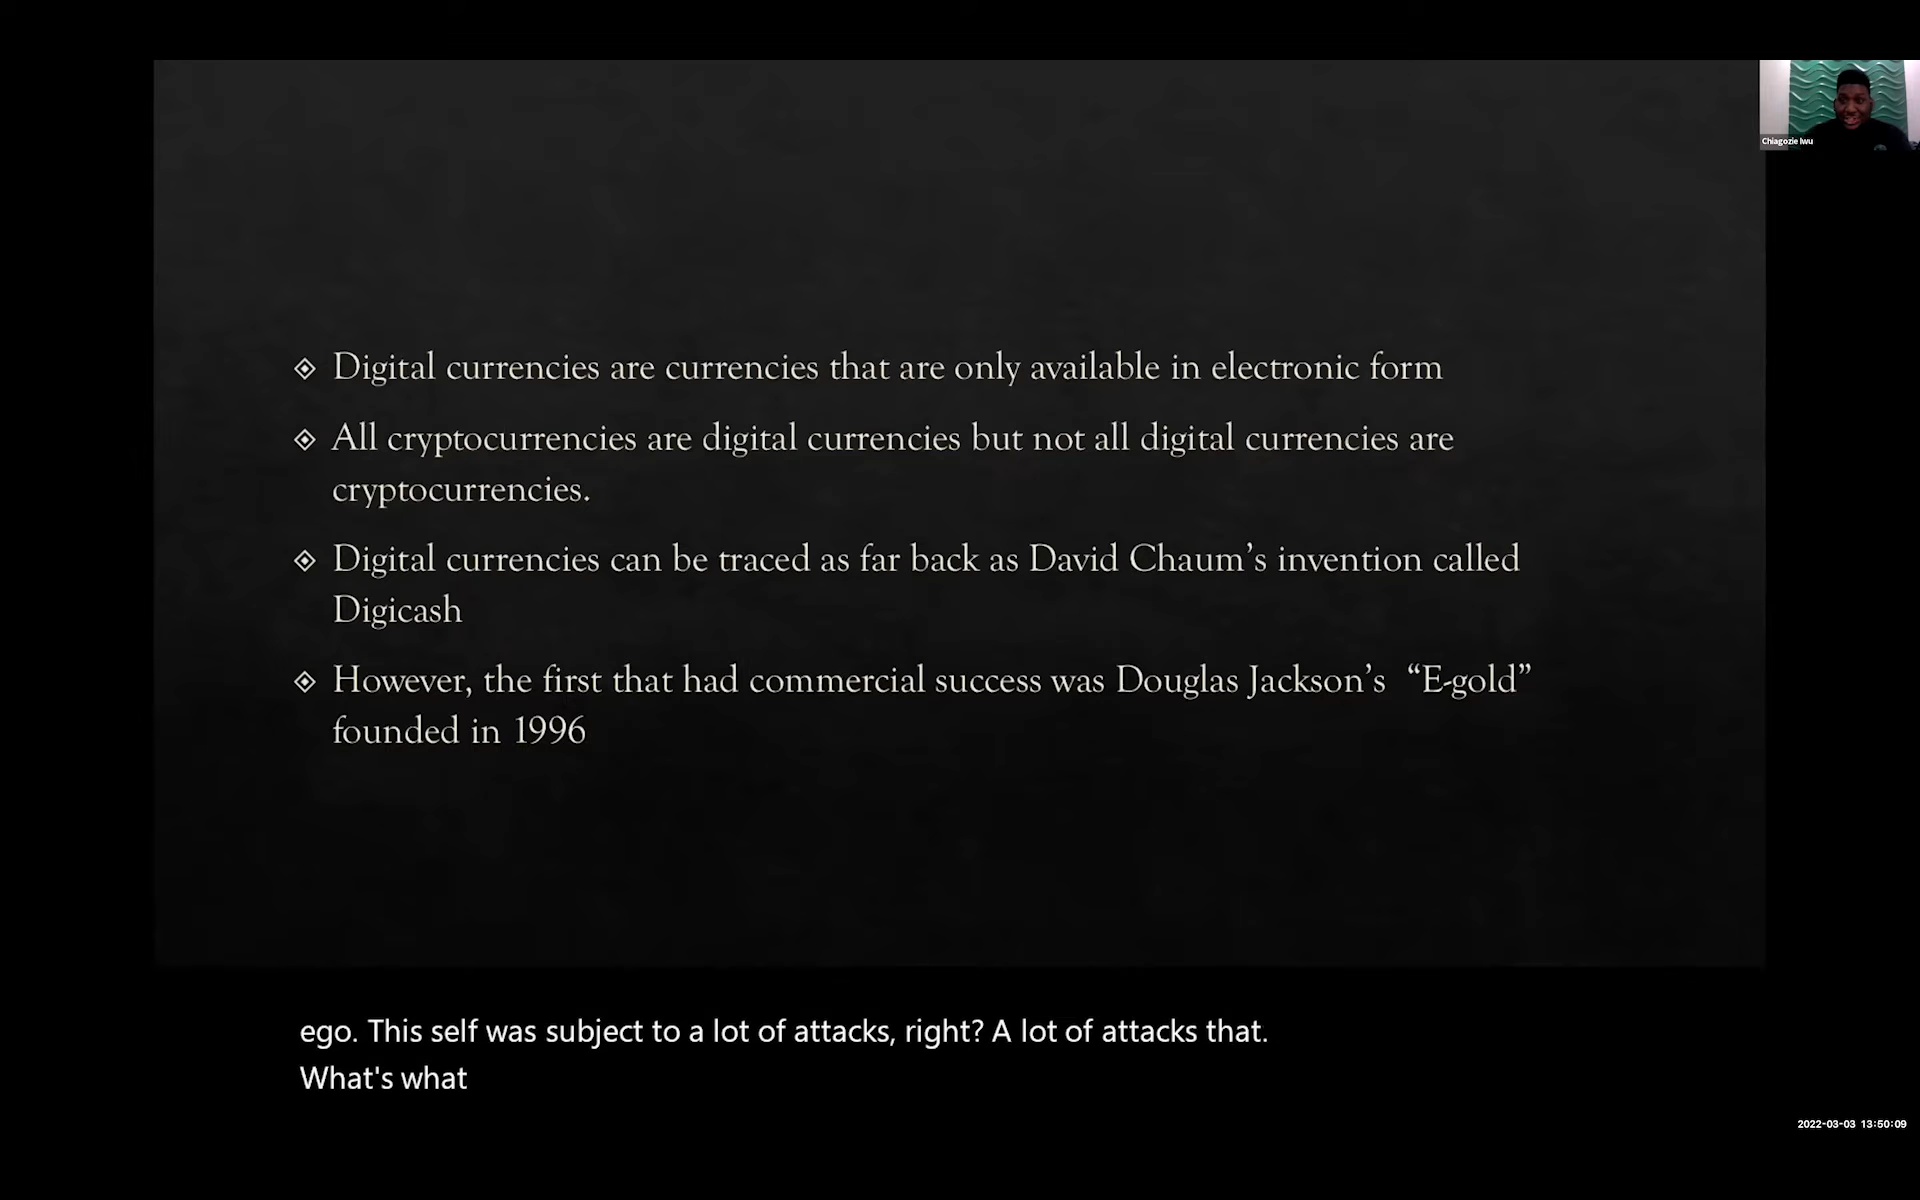 Chiagozie Iwu
Digital currencies are currencies that are only available in electronic form
All cryptocurrencies are digital currencies but not all digital currencies are
cryptocurrencies.
Digital currencies can be traced as far back as David Chaum’s invention called
Digicash
However, the first that had commercial success was Douglas Jackson’s “E-gold”
founded in 1996
ego. This self was subject to a lot of attacks, right? A lot of attacks that.
What's what
2022-03-03 13:50:09